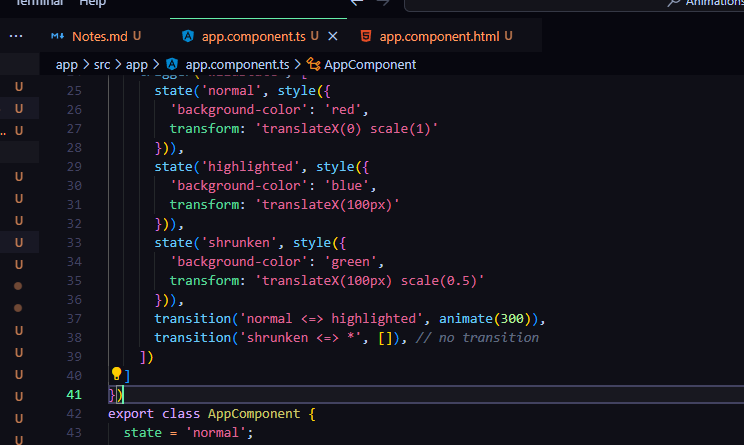 Terminal Help
Animations
Notes.md U app.component.ts U app.component.html U
app > src > app > app.component.ts > AppComponent
25 state('normal', style({
26 'background-color': 'red',
27 transform: 'translateX(0) scale(1)'
28 })),
29 state('highlighted', style({
30 'background-color': 'blue',
31 transform: 'translateX(100px)'
32 })),
33 state('shrunken', style({
34 'background-color': 'green',
35 transform: 'translateX(100px) scale(0.5)'
36 })),
37 transition('normal <=> highlighted', animate(300)),
38 transition('shrunken <=> *', []), // no transition
39 ])
40 ]
41 })
42 export class AppComponent {
43 state = 'normal';
U
U
U
U
U
U
U
U
U
U
U
U
U
U